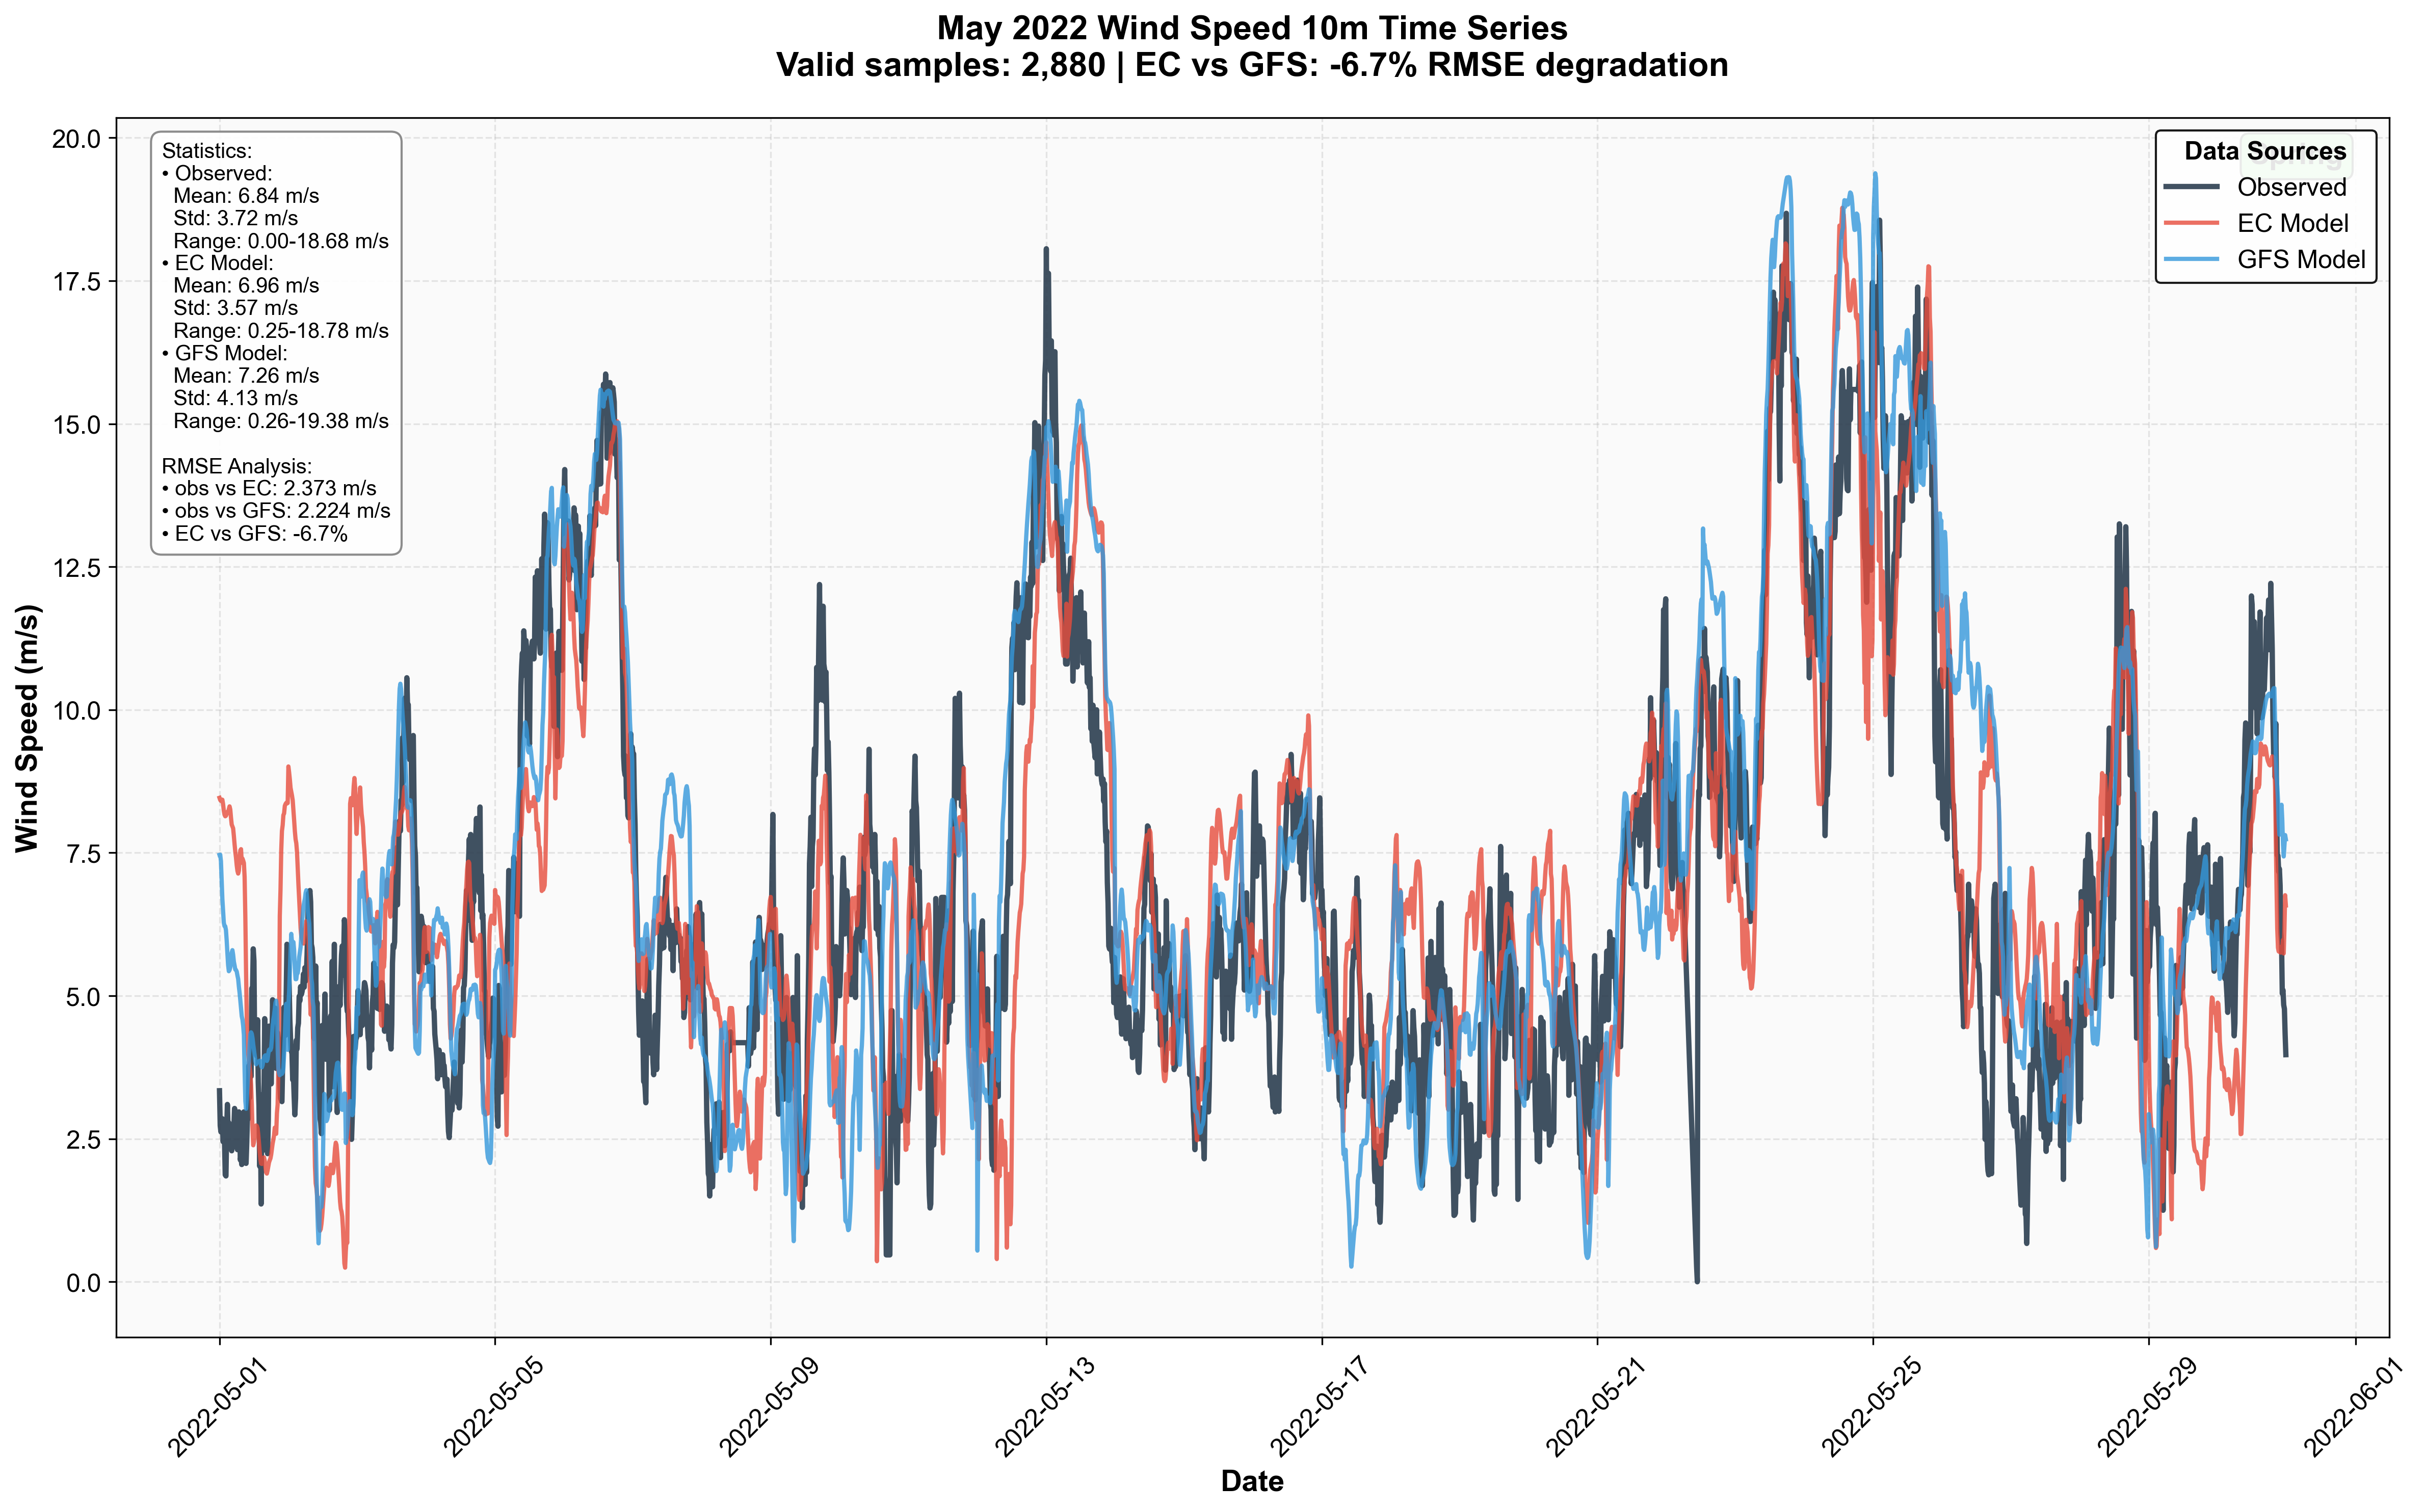 May 2022 Wind Speed 10m Time Series
Valid samples: 2,880 | EC vs GFS: -6.7% RMSE degradation
Statistics:
• Observed:
Mean: 6.84 m/s
Std: 3.72 m/s
Range: 0.00-18.68 m/s
• EC Model:
Mean: 6.96 m/s
Std: 3.57 m/s
Range: 0.25-18.78 m/s
• GFS Model:
Mean: 7.26 m/s
Std: 4.13 m/s
Range: 0.26-19.38 m/s
RMSE Analysis:
• obs vs EC: 2.373 m/s
• obs vs GFS: 2.224 m/s
• EC vs GFS: -6.7%
Data Sources
Observed
EC Model
GFS Model
Wind Speed (m/s)
20.0
17.5
15.0
12.5
10.0
7.5
5.0
2.5
0.0
2022-05-01
2022-05-05
2022-05-09
2022-05-13
2022-05-17
2022-05-21
2022-05-25
2022-05-29
2022-06-01
Date